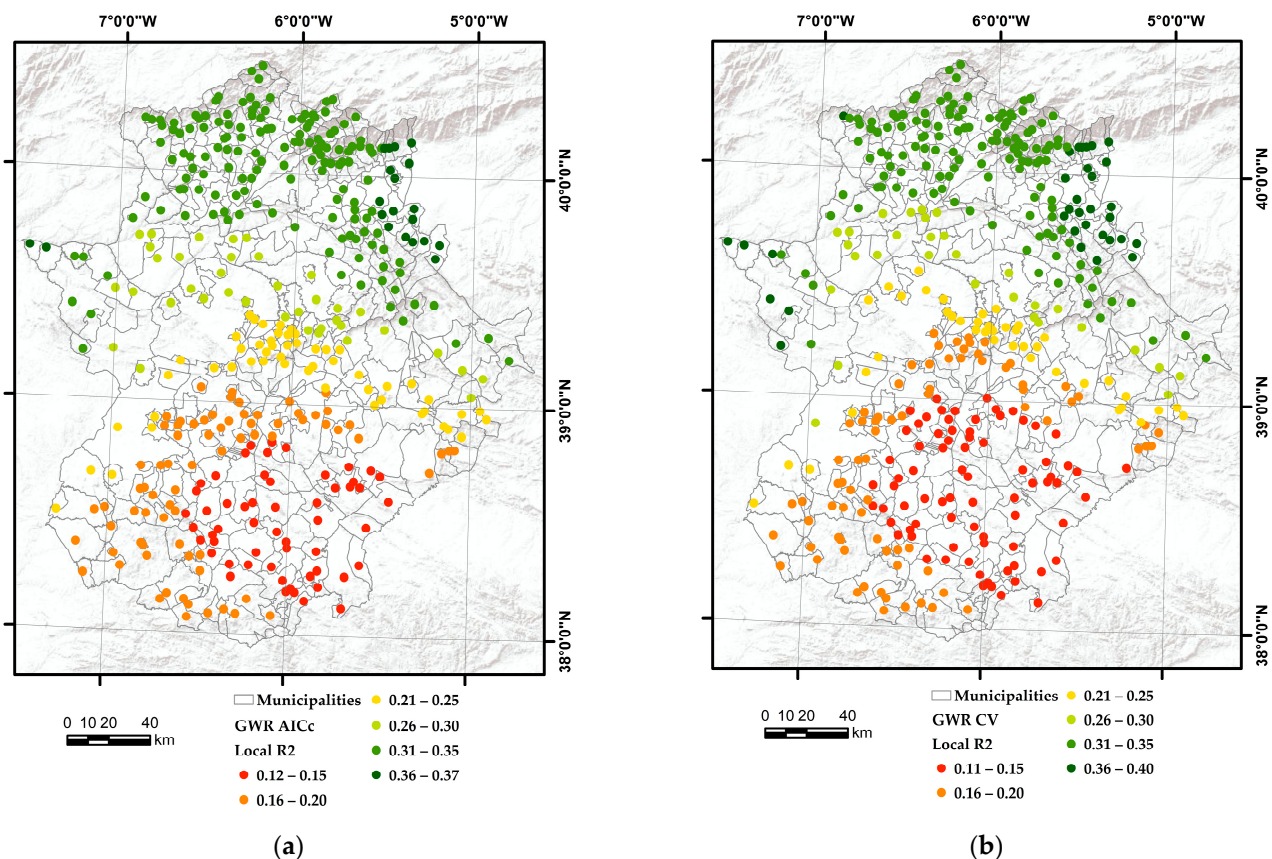 7°0'0"W 6°0'0"W 5°0'0"W
40°0'0"N
39°0'0"N
38°0'0"N
0 10 20 40
km
Municipalities
GWR AICc
Local R2
0.12 – 0.15
0.16 – 0.20
0.21 – 0.25
0.26 – 0.30
0.31 – 0.35
0.36 – 0.37
(a)
7°0'0"W 6°0'0"W 5°0'0"W
40°0'0"N
39°0'0"N
38°0'0"N
0 10 20 40
km
Municipalities
GWR CV
Local R2
0.11 – 0.15
0.16 – 0.20
0.21 – 0.25
0.26 – 0.30
0.31 – 0.35
0.36 – 0.40
(b)